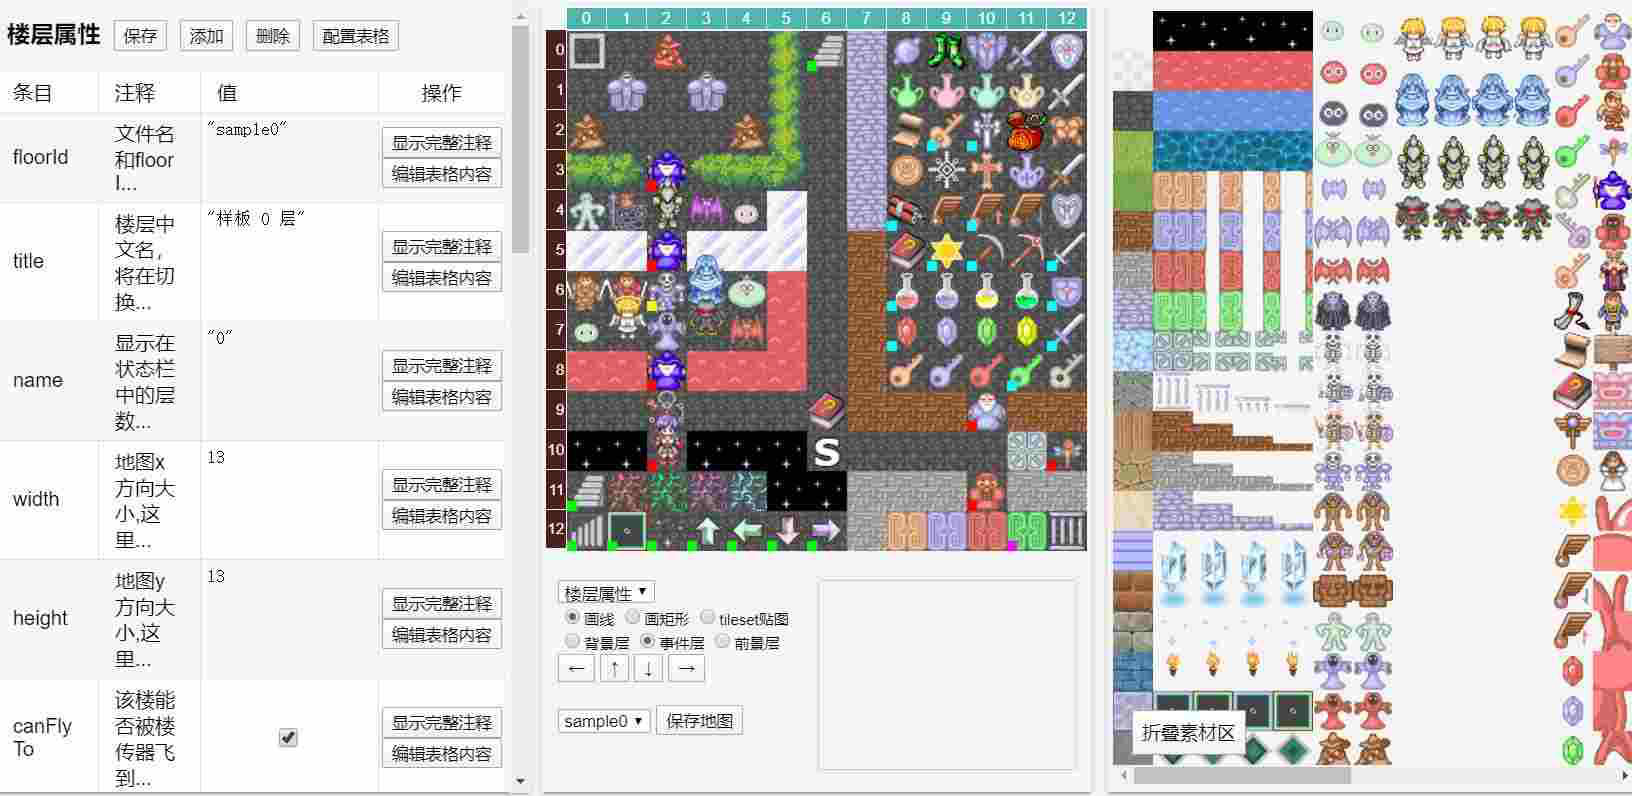 楼层属性 保存 添加 删除 配置表格
条目 注释 值 操作
floorId
文件名
和floor
I...
"sample0"
显示完整注释
编辑表格内容
title
楼层中
文名,
将在切
换...
"样板 0 层"
显示完整注释
编辑表格内容
name
显示在
状态栏
中的层
数...
"0"
显示完整注释
编辑表格内容
width
地图x
方向大
小,这
里...
13
显示完整注释
编辑表格内容
height
地图y
方向大
小,这
里...
13
显示完整注释
编辑表格内容
canFly
To
该楼能
否被楼
传器飞
到...
显示完整注释
编辑表格内容
0 1 2 3 4 5 6 7 8 9 10 11 12
0
1
2
3
4
5
6
7
8
9
10
11
12
S
楼层属性
画线 画矩形 tileset贴图
背景层 事件层 前景层
← ↑ ↓ →
sample0 保存地图
折叠素材区